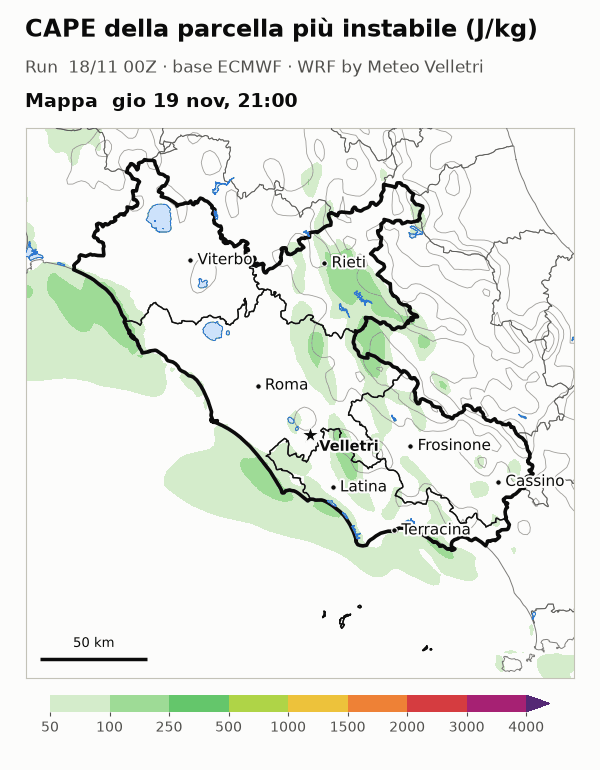 CAPE della parcella più instabile (J/kg)
Run  18/11 00Z · base ECMWF · WRF by Meteo Velletri
Mappa  gio 19 nov, 21:00
Viterbo
Rieti
Roma
Velletri
Frosinone
Latina
Cassino
Terracina
50 km
50 100 250 500 1000 1500 2000 3000 4000